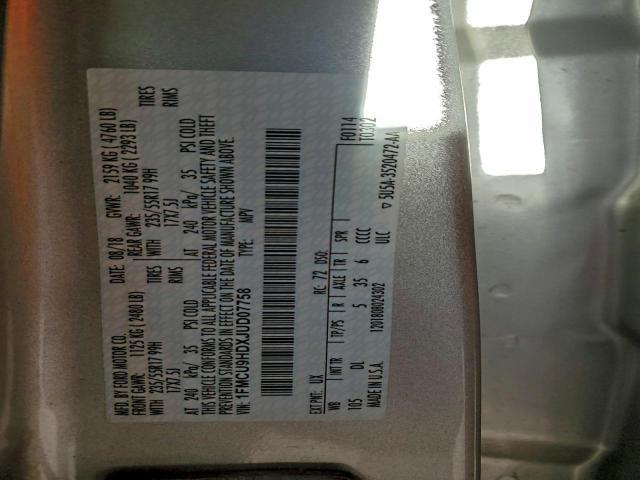 MFD. BY FORD MOTOR CO.
DATE: 08/18 GVWR: 2159 KG ( 4760 LB)
FRONT GAWR: 1125 KG ( 2480 LB) REAR GAWR: 1040 KG ( 2293 LB)
WITH 235/55R17 99H TIRES WITH 235/55R17 99H TIRES
17X7.5J RIMS 17X7.5J RIMS
AT 240 kPa/ 35 PSI COLD AT 240 kPa/ 35 PSI COLD
THIS VEHICLE CONFORMS TO ALL APPLICABLE FEDERAL MOTOR VEHICLE SAFETY AND THEFT
PREVENTION STANDARDS IN EFFECT ON THE DATE OF MANUFACTURE SHOWN ABOVE.
VIN: 1FMCU9HDXJUD07758 TYPE: MPV
EXT PNT: UX RC: 72 DSO: F0114
WB INT TR TP/PS R AXLE TR SPR T0302
105 DL 5 35 6 CCCC
MADE IN U.S.A. 1201808024302 ULC 5U5A-3520472-AA